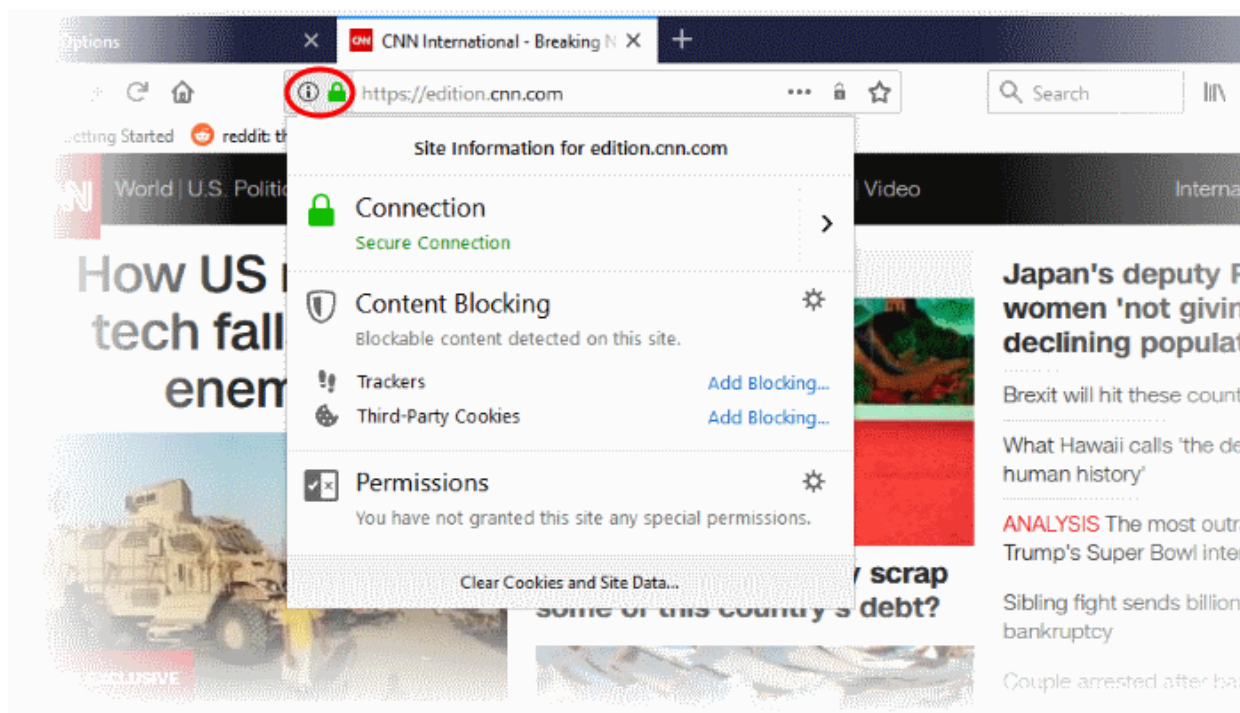 Options
CNN International - Breaking N
https://edition.cnn.com
Search
Getting Started reddit: th
Site Information for edition.cnn.com
World U.S. Politic
Video
Interna
Connection
Secure Connection
Content Blocking
Blockable content detected on this site.
Trackers Add Blocking...
Third-Party Cookies Add Blocking...
Permissions
You have not granted this site any special permissions.
Clear Cookies and Site Data...
How US
tech fall
enem
EXCLUSIVE
scrap
some of this country's debt?
Japan's deputy P
women 'not givin
declining populat
Brexit will hit these count
What Hawaii calls 'the de
human history'
ANALYSIS The most outra
Trump's Super Bowl inter
Sibling fight sends billion
bankruptcy
Couple arrested after ba